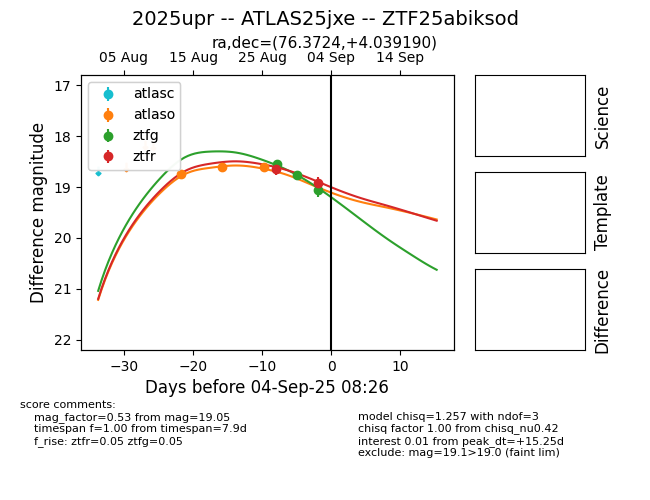 2025upr -- ATLAS25jxe -- ZTF25abiksod
ra,dec=(76.3724,+4.039190)
05 Aug 15 Aug 25 Aug 04 Sep 14 Sep
17
18
19
20
21
22
Difference magnitude
atlasc
atlaso
ztfg
ztfr
−30 −20 −10 0 10
Days before 04-Sep-25 08:26
Science
Template
Difference
score comments:
mag_factor=0.53 from mag=19.05
timespan f=1.00 from timespan=7.9d
f_rise: ztfr=0.05 ztfg=0.05
model chisq=1.257 with ndof=3
chisq factor 1.00 from chisq_nu0.42
interest 0.01 from peak_dt=+15.25d
exclude: mag=19.1>19.0 (faint lim)